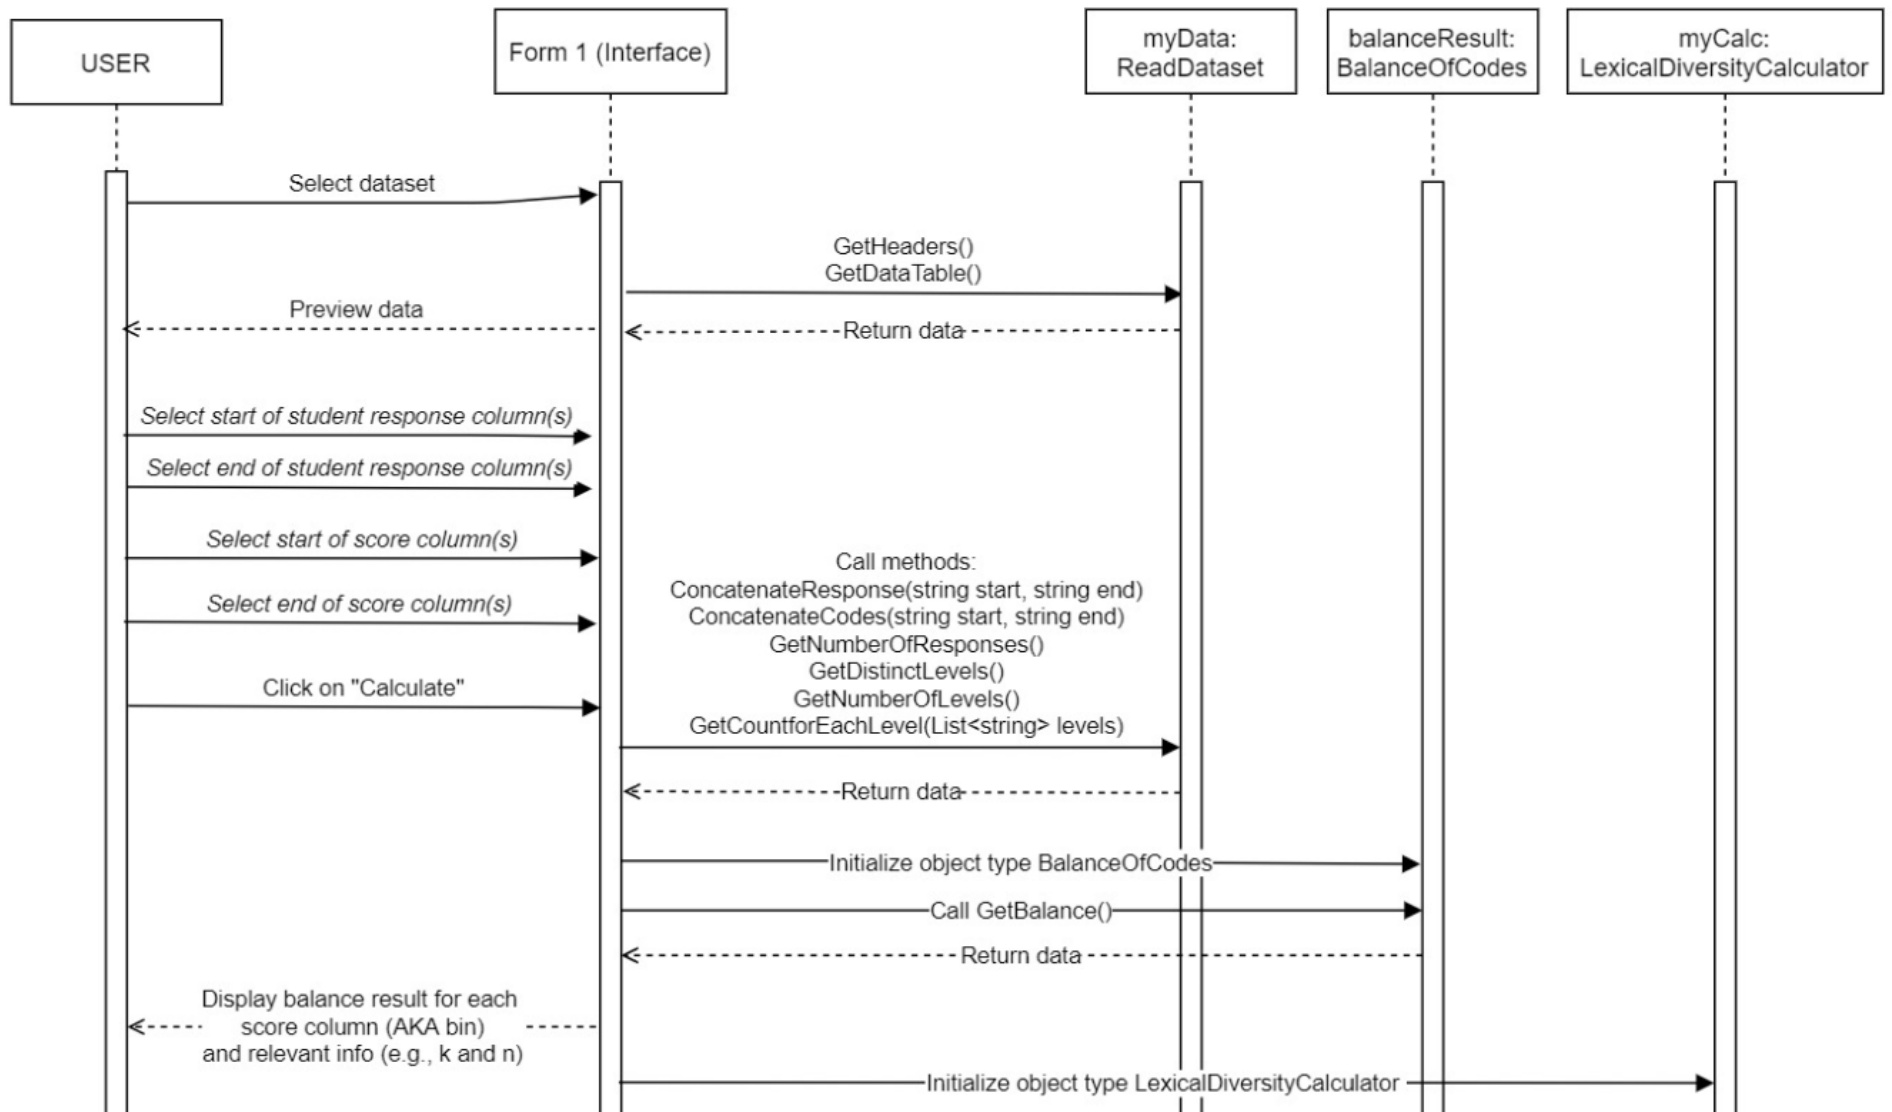 USER
Form 1 (Interface)
myData:
ReadDataset
balanceResult:
BalanceOfCodes
myCalc:
LexicalDiversityCalculator
Select dataset
GetHeaders()
GetDataTable()
Preview data
Return data
Select start of student response column(s)
Select end of student response column(s)
Select start of score column(s)
Select end of score column(s)
Click on "Calculate"
Call methods:
ConcatenateResponse(string start, string end)
ConcatenateCodes(string start, string end)
GetNumberOfResponses()
GetDistinctLevels()
GetNumberOfLevels()
GetCountforEachLevel(List<string> levels)
Return data
Initialize object type BalanceOfCodes
Call GetBalance()
Return data
Display balance result for each
score column (AKA bin)
and relevant info (e.g., k and n)
Initialize object type LexicalDiversityCalculator